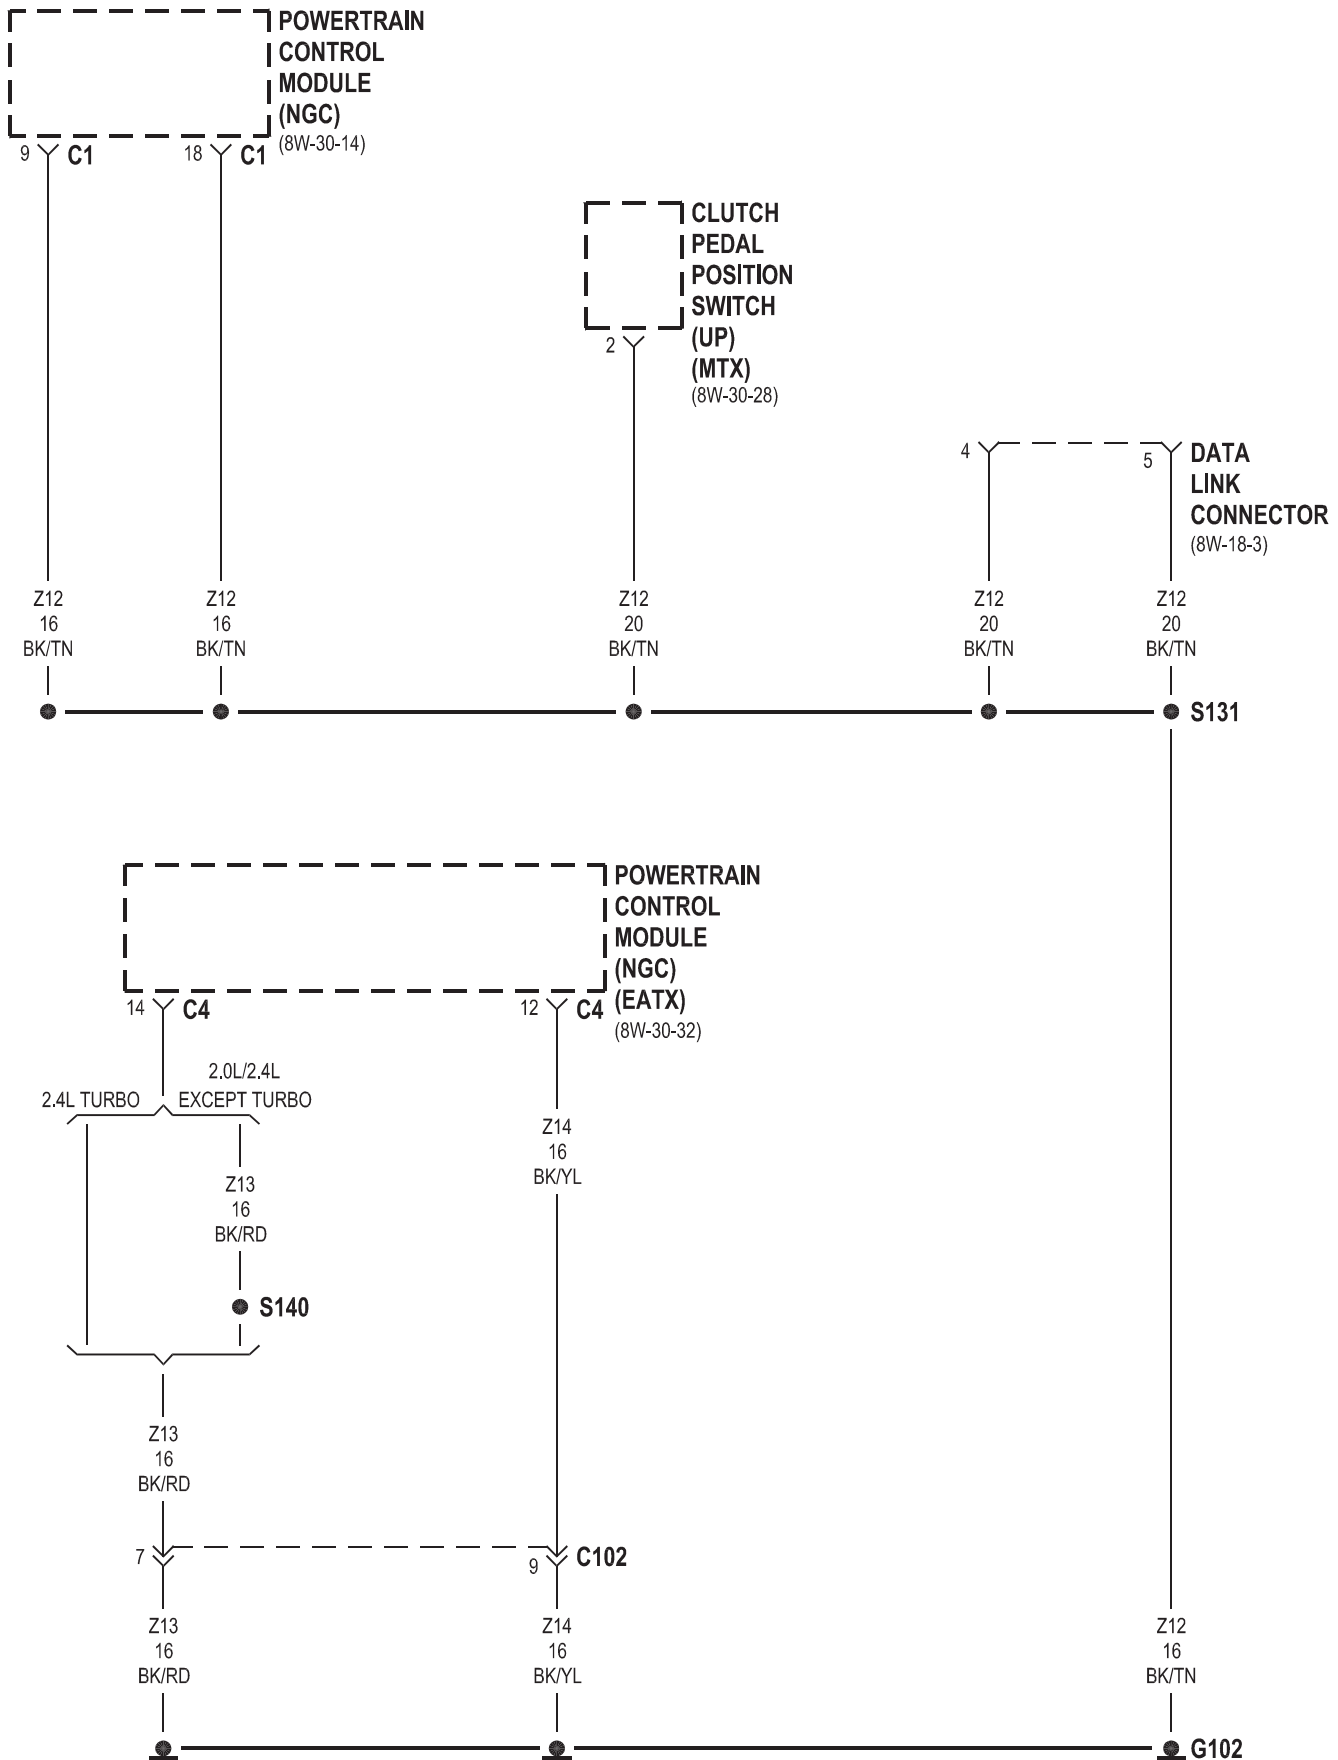 POWERTRAIN
CONTROL
MODULE
(NGC)
(8W-30-14)
9 C1
18 C1
CLUTCH
PEDAL
POSITION
SWITCH
(UP)
(MTX)
(8W-30-28)
2
4
5
DATA
LINK
CONNECTOR
(8W-18-3)
Z12
16
BK/TN
Z12
16
BK/TN
Z12
20
BK/TN
Z12
20
BK/TN
Z12
20
BK/TN
S131
POWERTRAIN
CONTROL
MODULE
(NGC)
(EATX)
(8W-30-32)
14 C4
12 C4
2.4L TURBO
2.0L/2.4L
EXCEPT TURBO
Z13
16
BK/RD
Z14
16
BK/YL
S140
Z13
16
BK/RD
7
9
C102
Z13
16
BK/RD
Z14
16
BK/YL
Z12
16
BK/TN
G102